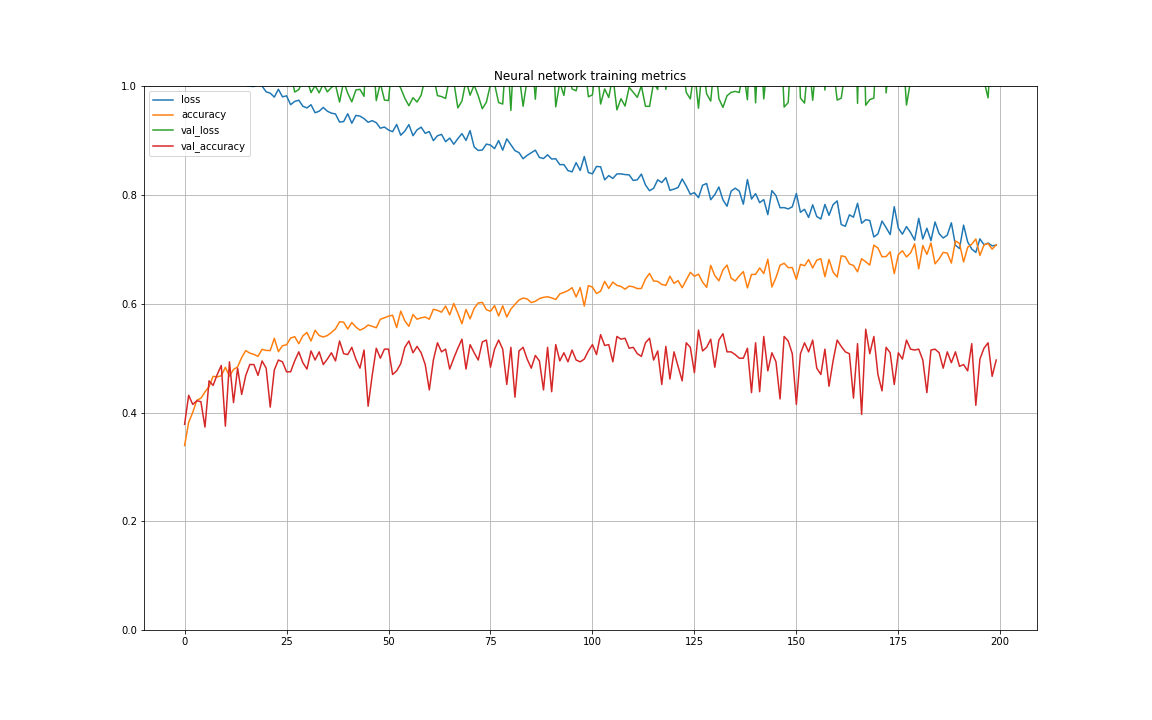 Neural network training metrics
1.0
loss
accuracy
val_loss
val_accuracy
0.8
0.6
0.4
0.2
0.0
0 25 50 75 100 125 150 175 200